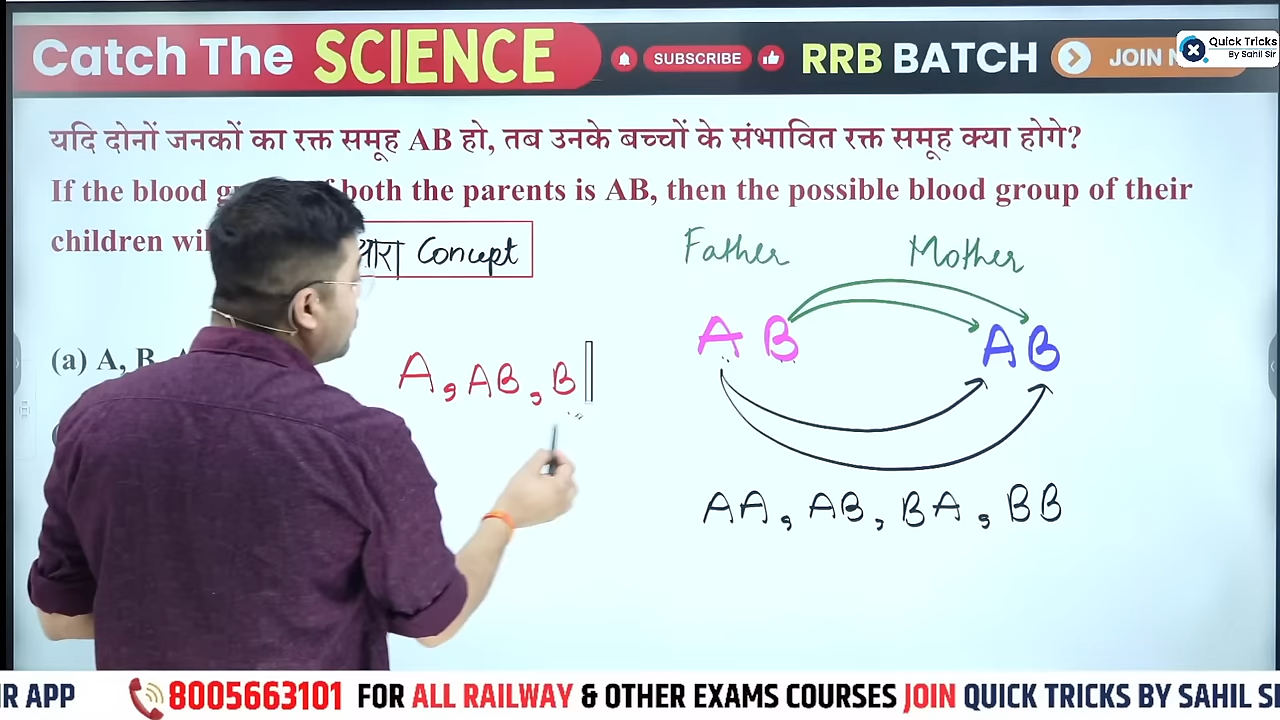 Catch The SCIENCE SUBSCRIBE RRB BATCH JOIN
Quick Tricks
By Sahil Sir
यदि दोनों जनकों का रक्त समूह AB हो, तब उनके बच्चों के संभावित रक्त समूह क्या होगे?
If the blood both the parents is AB, then the possible blood group of their
children
Concept
Father Mother
A B A B
(a) A, B,
A, AB, B
AA, AB, BA, BB
APP 8005663101 FOR ALL RAILWAY & OTHER EXAMS COURSES JOIN QUICK TRICKS BY SAHIL